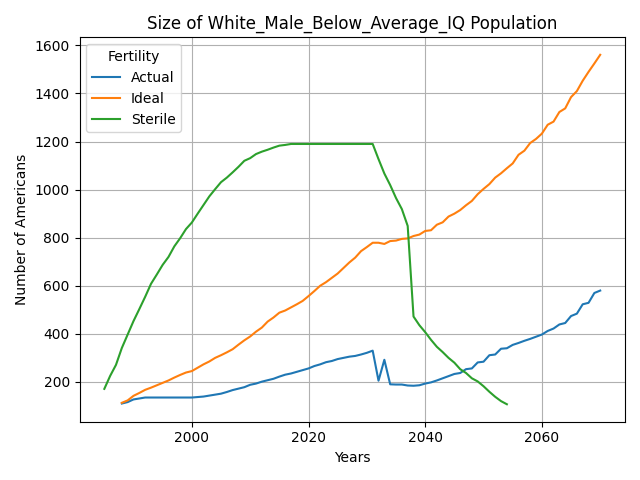 Size of White_Male_Below_Average_IQ Population
Fertility
Actual
Ideal
Sterile
Number of Americans
1600
1400
1200
1000
800
600
400
200
2000
2020
2040
2060
Years